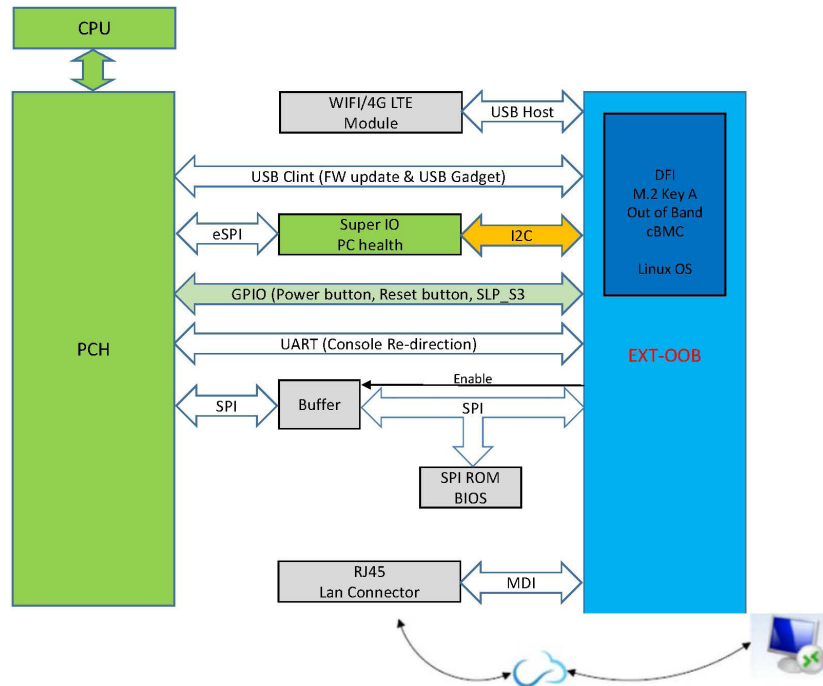 CPU
WIFI/4G LTE
Module
USB Host
DFI
M.2 Key A
Out of Band
cBMC
Linux OS
USB Clint (FW update & USB Gadget)
eSPI
Super IO
PC health
I2C
GPIO (Power button, Reset button, SLP_S3
UART (Console Re-direction)
PCH
EXT-OOB
Enable
SPI
Buffer
SPI
SPI ROM
BIOS
RJ45
Lan Connector
MDI